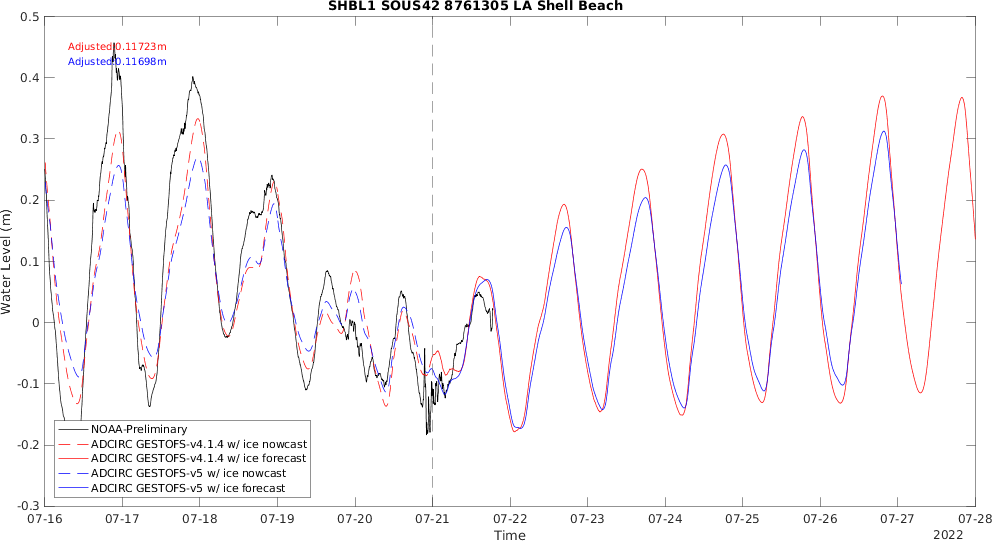 SHBL1 SOUS42 8761305 LA Shell Beach
Adjusted 0.11723m
Adjusted 0.11698m
0.5
0.4
0.3
0.2
0.1
0
-0.1
-0.2
-0.3
Water Level (m)
NOAA-Preliminary
ADCIRC GESTOFS-v4.1.4 w/ ice nowcast
ADCIRC GESTOFS-v4.1.4 w/ ice forecast
ADCIRC GESTOFS-v5 w/ ice nowcast
ADCIRC GESTOFS-v5 w/ ice forecast
07-16 07-17 07-18 07-19 07-20 07-21 07-22 07-23 07-24 07-25 07-26 07-27 07-28
Time
2022